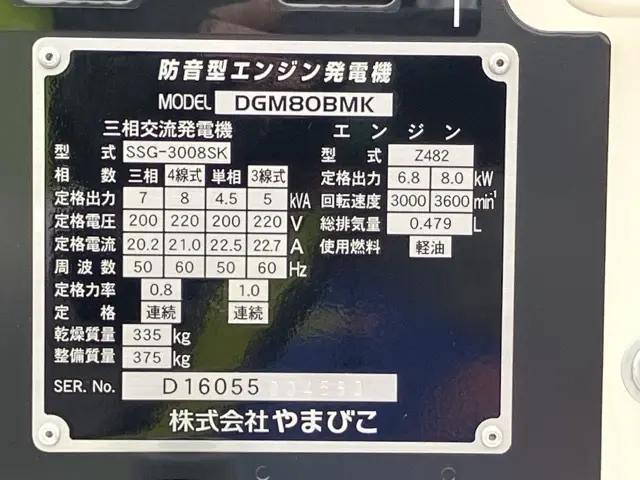 防音型エンジン発電機
MODEL DGM80BMK
三相交流発電機
型式 SSG-3008SK
相数 三相 4線式 単相 3線式
定格出力 7 8 4.5 5 kVA
定格電圧 200 220 200 220 V
定格電流 20.2 21.0 22.5 22.7 A
周波数 50 60 50 60 Hz
定格力率 0.8 1.0
定格 連続 連続
乾燥質量 335 kg
整備質量 375 kg
エンジン
型式 Z482
定格出力 6.8 8.0 kW
回転速度 3000 3600 min⁻¹
総排気量 0.479 L
使用燃料 軽油
SER. No. D16055
株式会社やまびこ